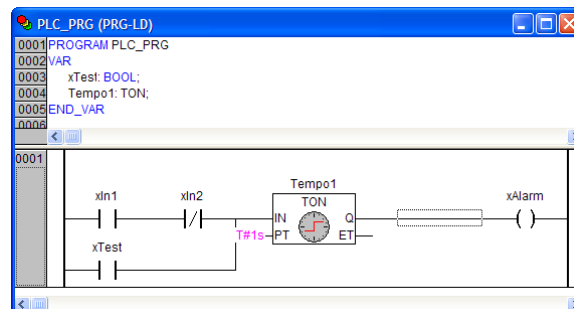 PLC_PRG (PRG-LD)
0001 PROGRAM PLC_PRG
0002 VAR
0003 xTest: BOOL;
0004 Tempo1: TON;
0005 END_VAR
0006
0001
Tempo1
xIn1 xIn2 TON xAlarm
IN Q
T#1s PT ET
xTest